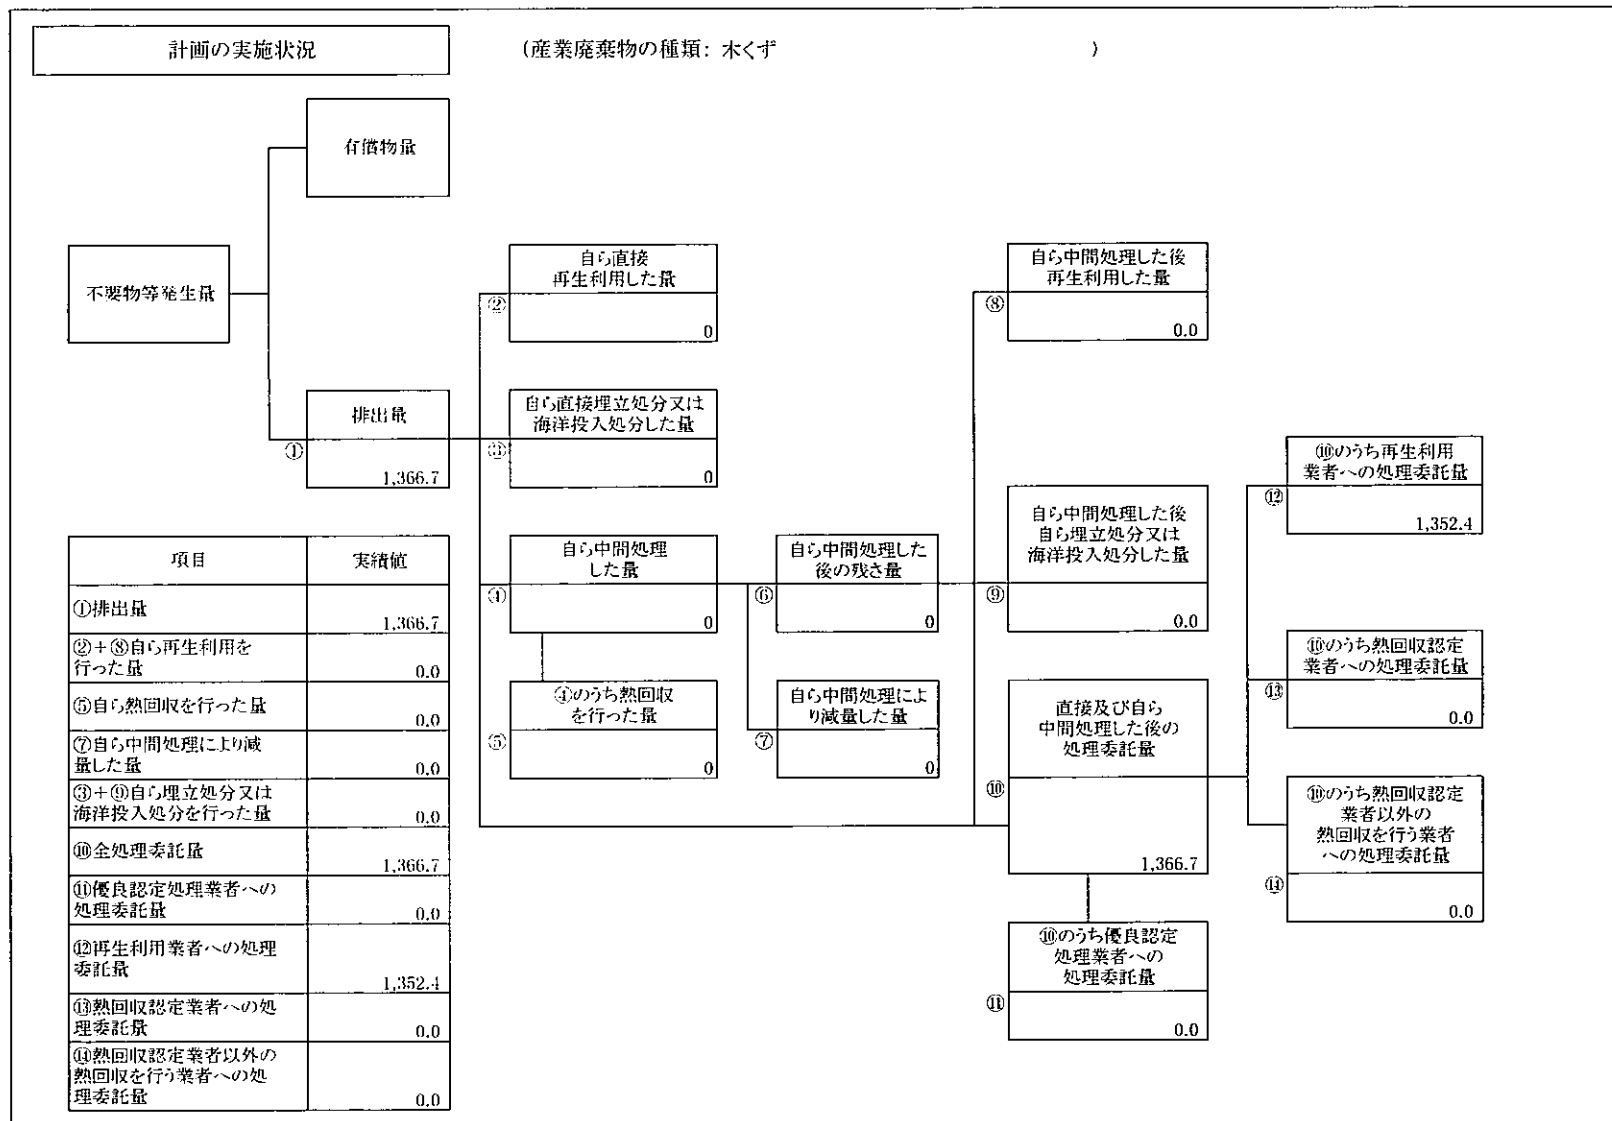 計画の実施状況
(産業廃棄物の種類: 木くず )
有償物量
不要物等発生量
排出量
①
1,366.7
自ら直接
再生利用した量
②
0
自ら直接埋立処分又は
海洋投入処分した量
③
0
自ら中間処理
した量
④
0
④のうち熱回収
を行った量
⑤
0
自ら中間処理した
後の残さ量
⑥
0
自ら中間処理によ
り減量した量
⑦
0
自ら中間処理した後
再生利用した量
⑧
0.0
自ら中間処理した後
自ら埋立処分又は
海洋投入処分した量
⑨
0.0
直接及び自ら
中間処理した後の
処理委託量
⑩
1,366.7
⑩のうち優良認定
処理業者への
処理委託量
⑪
0.0
⑩のうち再生利用
業者への処理委託量
⑫
1,352.4
⑩のうち熱回収認定
業者への処理委託量
⑬
0.0
⑩のうち熱回収認定
業者以外の
熱回収を行う業者
への処理委託量
⑭
0.0
項目 実績値
①排出量
1,366.7
②+⑧自ら再生利用を
行った量
0.0
⑤自ら熱回収を行った量
0.0
⑦自ら中間処理により減
量した量
0.0
③+⑨自ら埋立処分又は
海洋投入処分を行った量
0.0
⑩全処理委託量
1,366.7
⑪優良認定処理業者への
処理委託量
0.0
⑫再生利用業者への処理
委託量
1,352.4
⑬熱回収認定業者への処
理委託量
0.0
⑭熱回収認定業者以外の
熱回収を行う業者への処
理委託量
0.0